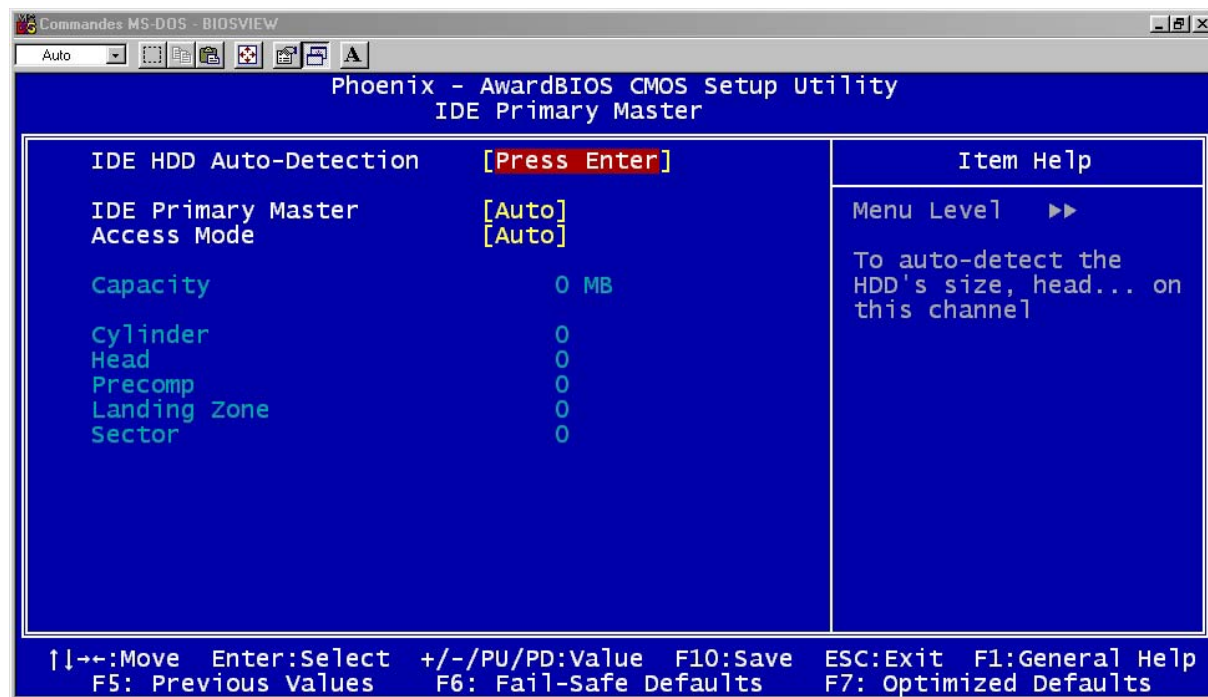 Commandes MS-DOS - BIOSVIEW
Auto
A
Phoenix - AwardBIOS CMOS Setup Utility
IDE Primary Master
IDE HDD Auto-Detection [Press Enter]
IDE Primary Master [Auto]
Access Mode [Auto]
Capacity 0 MB
Cylinder 0
Head 0
Precomp 0
Landing Zone 0
Sector 0
Item Help
Menu Level ►►
To auto-detect the
HDD's size, head... on
this channel
↑↓→←:Move Enter:Select +/-/PU/PD:Value F10:Save ESC:Exit F1:General Help
F5: Previous Values F6: Fail-Safe Defaults F7: Optimized Defaults